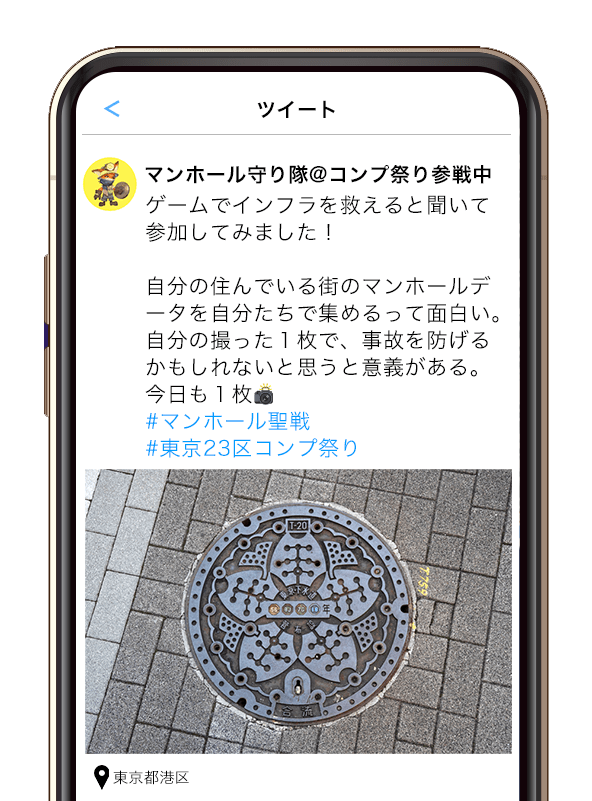 ツイート
マンホール守り隊@コンプ祭り参戦中
ゲームでインフラを救えると聞いて
参加してみました！
自分の住んでいる街のマンホールデ
ータを自分たちで集めるって面白い。
自分の撮った１枚で、事故を防げる
かもしれないと思うと意義がある。
今日も１枚📸
#マンホール聖戦
#東京23区コンプ祭り
T-20
年
合流
東京都港区